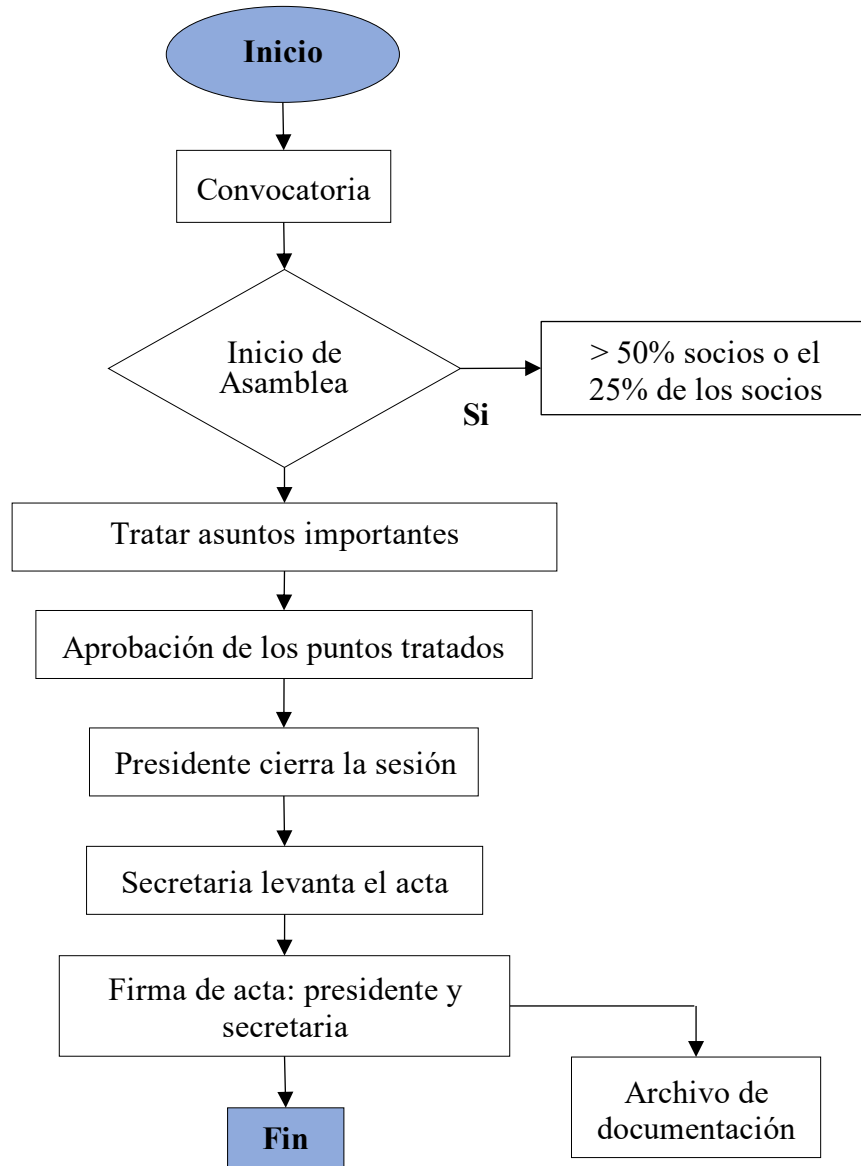 Inicio
Convocatoria
Inicio de
Asamblea
> 50% socios o el
25% de los socios
Si
Tratar asuntos importantes
Aprobación de los puntos tratados
Presidente cierra la sesión
Secretaria levanta el acta
Firma de acta: presidente y
secretaria
Archivo de
documentación
Fin